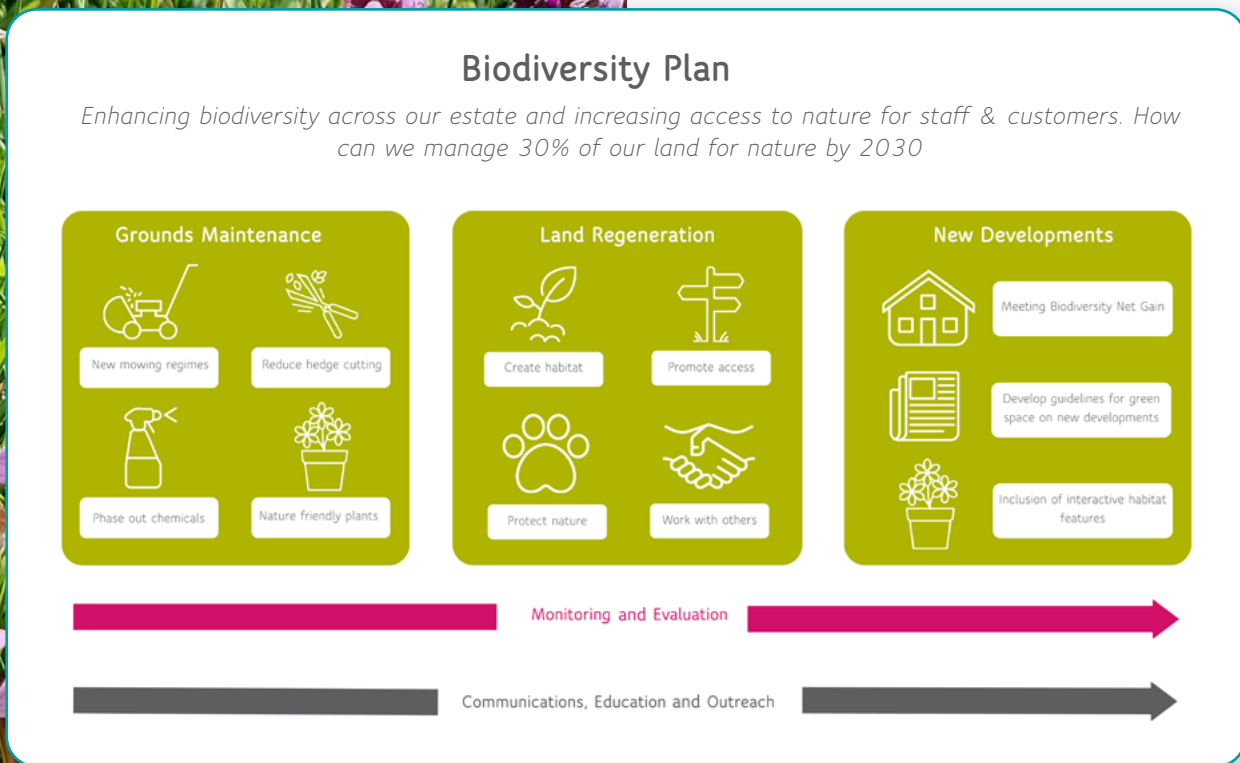 Biodiversity Plan
Enhancing biodiversity across our estate and increasing access to nature for staff & customers. How
can we manage 30% of our land for nature by 2030
Grounds Maintenance
New mowing regimes
Reduce hedge cutting
Phase out chemicals
Nature friendly plants
Land Regeneration
Create habitat
Promote access
Protect nature
Work with others
New Developments
Meeting Biodiversity Net Gain
Develop guidelines for green
space on new developments
Inclusion of interactive habitat
features
Monitoring and Evaluation
Communications, Education and Outreach